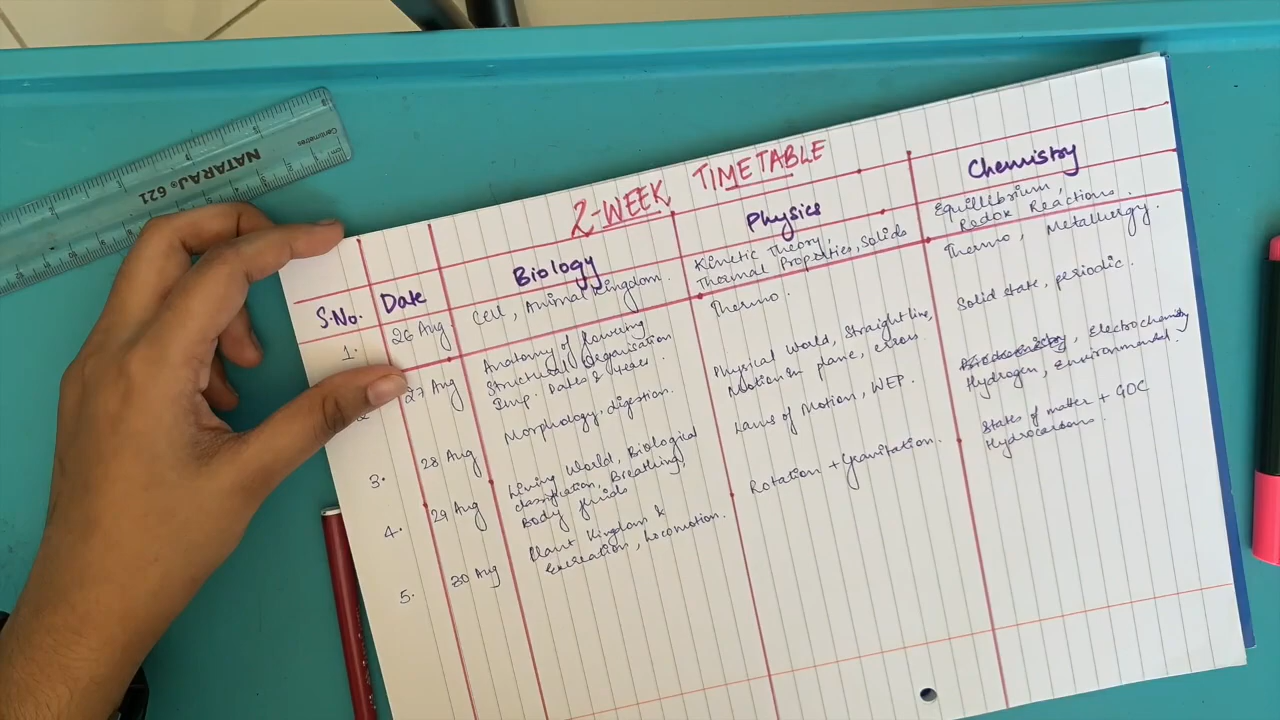 NATARAJ® 621
Centimetres
2-WEEK TIMETABLE
S.No. Date Biology Physics Chemistry
1. 26 Aug Cell, Animal Kingdom. Kinetic Theory Equilibrium,
Thermal Properties, Solids Redox Reactions.
27 Aug Anatomy of flowering Thermo. Thermo, Metallurgy.
Structural Organisation
Imp. Dates & Years.
3. 28 Aug Morphology, digestion. Physical World, Straight line, Solid state, periodic.
Motion in plane, errors.
4. 29 Aug Living World, Biological Laws of Motion, WEP. , Electrochemistry
classification, Breathing, Hydrogen, Environmental.
Body fluids
5. 30 Aug Plant Kingdom & Rotation + Gravitation. States of matter + GOC
Excreation, Locomotion. Hydrocarbons.